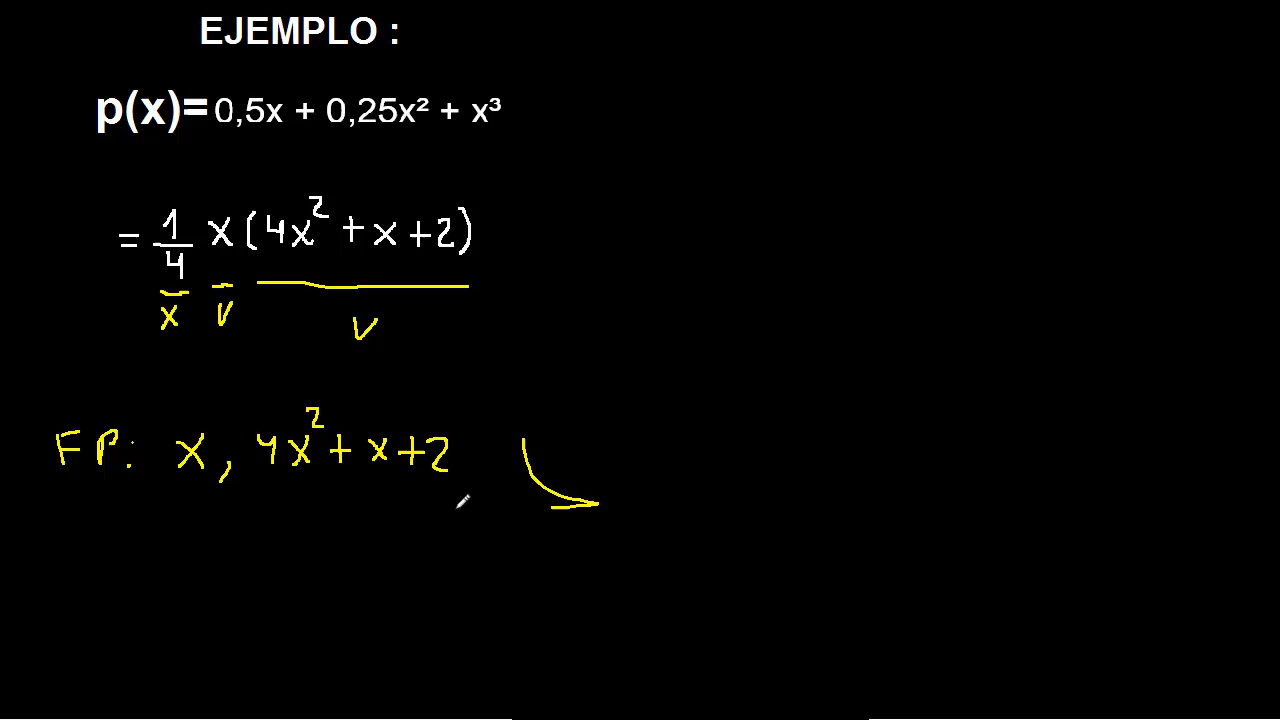 EJEMPLO :
p(x)= 0,5x + 0,25x² + x³
= 1/4 x (4x² + x + 2)
x v v
FP: x, 4x² + x + 2